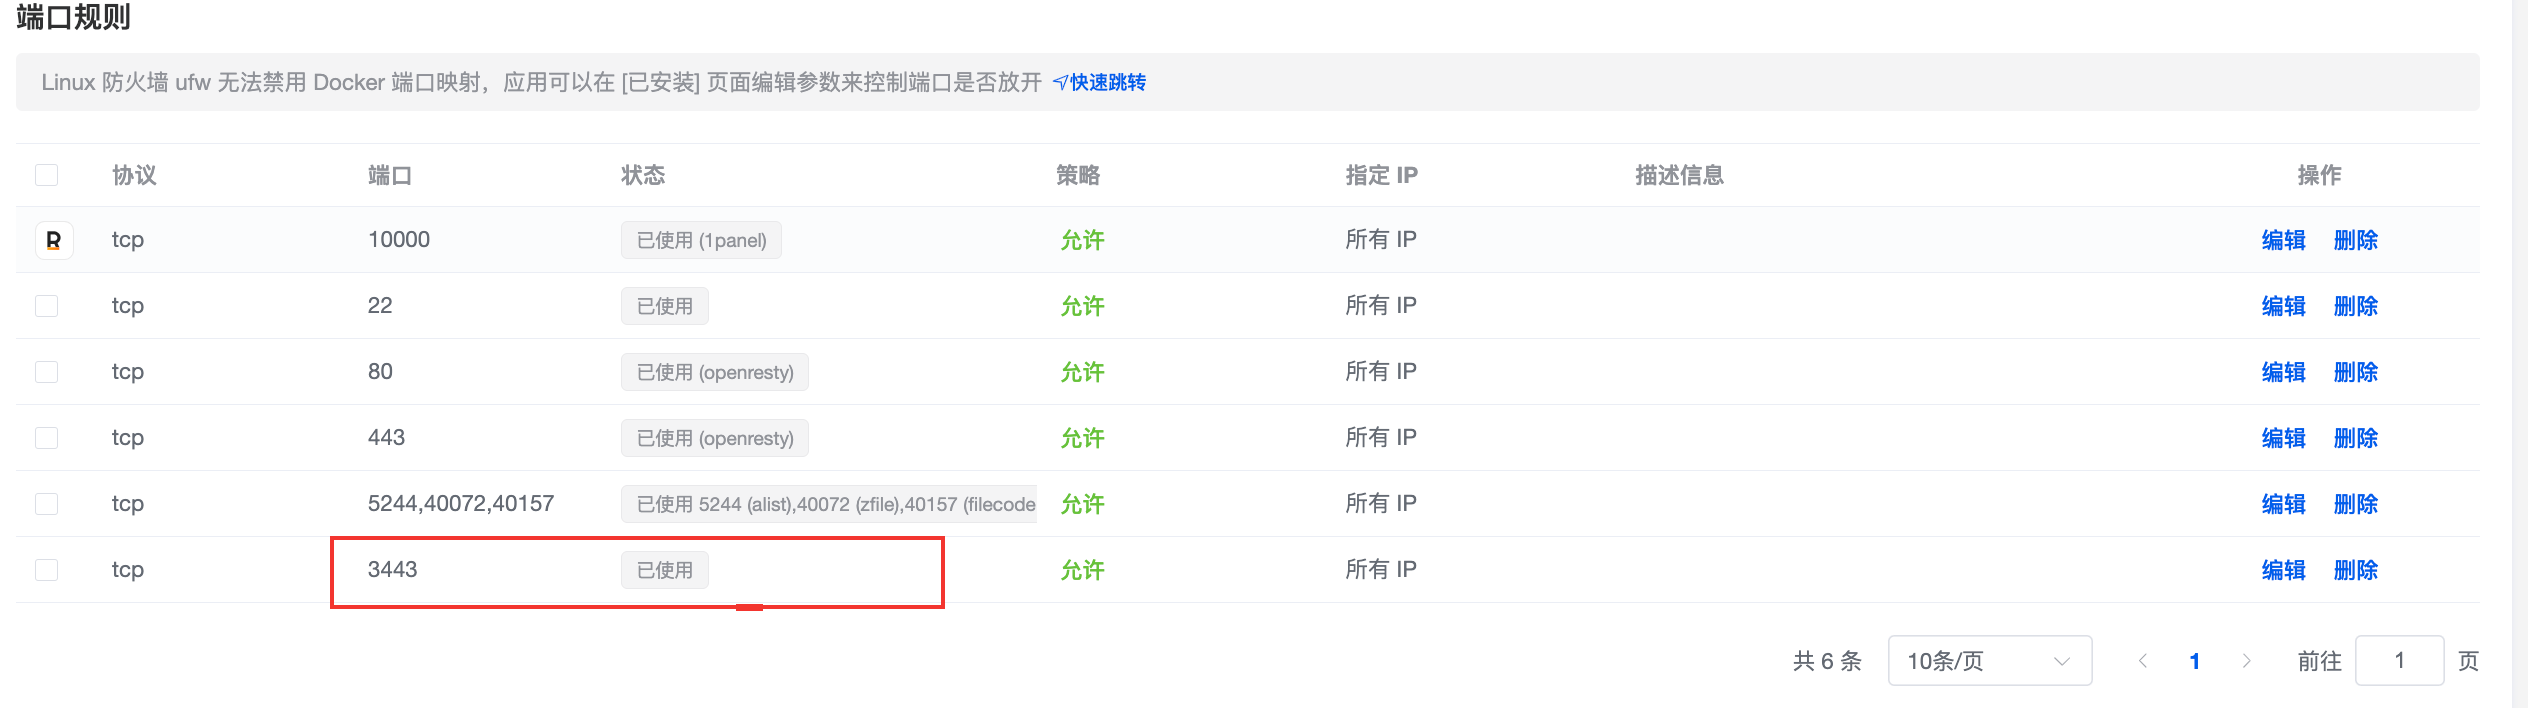 端口规则
Linux 防火墙 ufw 无法禁用 Docker 端口映射，应用可以在 [已安装] 页面编辑参数来控制端口是否放开 快速跳转
协议 端口 状态 策略 指定 IP 描述信息 操作
R tcp 10000 已使用 (1panel) 允许 所有 IP 编辑 删除
tcp 22 已使用 允许 所有 IP 编辑 删除
tcp 80 已使用 (openresty) 允许 所有 IP 编辑 删除
tcp 443 已使用 (openresty) 允许 所有 IP 编辑 删除
tcp 5244,40072,40157 已使用 5244 (alist),40072 (zfile),40157 (filecode 允许 所有 IP 编辑 删除
tcp 3443 已使用 允许 所有 IP 编辑 删除
共 6 条 10条/页 1 前往 1 页